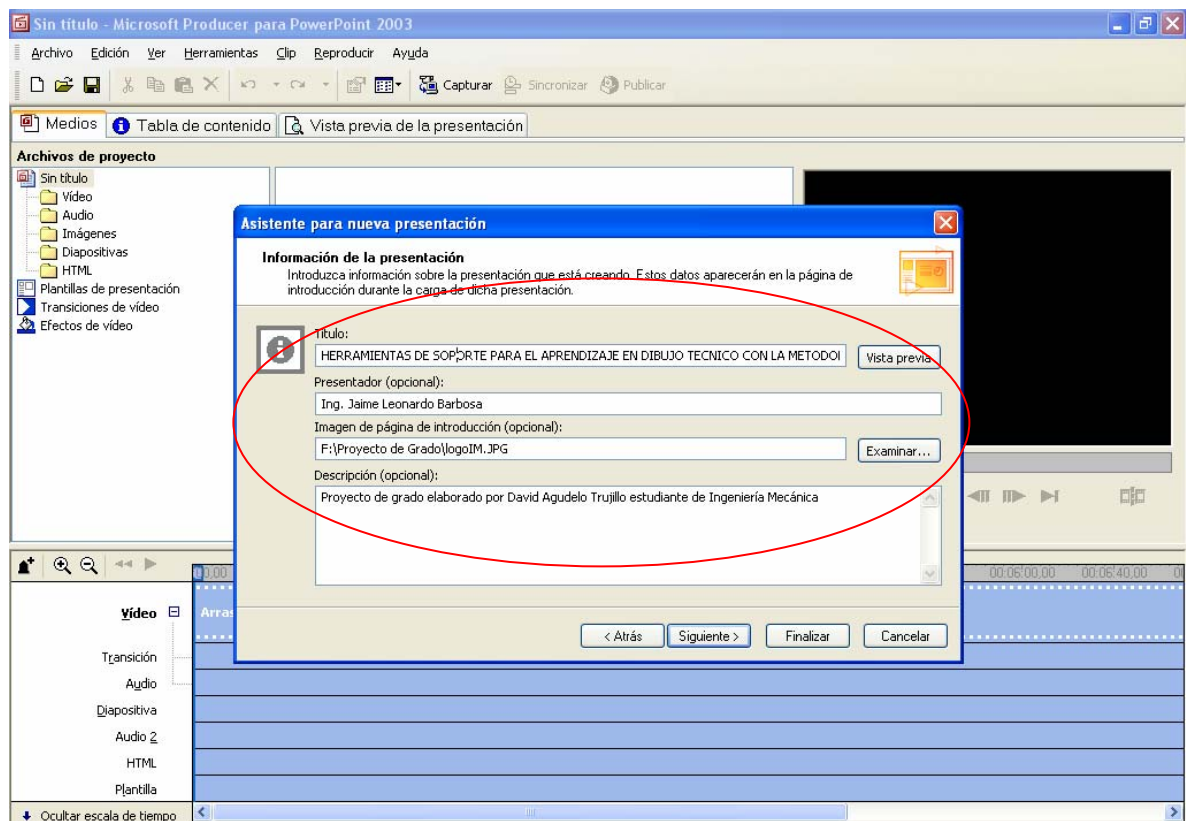 Sin título - Microsoft Producer para PowerPoint 2003
Archivo Edición Ver Herramientas Clip Reproducir Ayuda
Capturar Sincronizar Publicar
Medios Tabla de contenido Vista previa de la presentación
Archivos de proyecto
Sin título
Vídeo
Audio
Imágenes
Diapositivas
HTML
Plantillas de presentación
Transiciones de vídeo
Efectos de vídeo
Asistente para nueva presentación
Información de la presentación
Introduzca información sobre la presentación que está creando. Estos datos aparecerán en la página de
introducción durante la carga de dicha presentación.
Título:
HERRAMIENTAS DE SOPORTE PARA EL APRENDIZAJE EN DIBUJO TECNICO CON LA
Vista previa
Presentador (opcional):
Ing. Jaime Leonardo Barbosa
Imagen de página de introducción (opcional):
F:\Proyecto de Grado\logoIM.JPG
Examinar...
Descripción (opcional):
Proyecto de grado elaborado por David Agudelo Trujillo estudiante de Ingeniería Mecánica
< Atrás Siguiente > Finalizar Cancelar
00:06:00,00 00:06:40,00
Vídeo
Transición
Audio
Diapositiva
Audio 2
HTML
Plantilla
Ocultar escala de tiempo